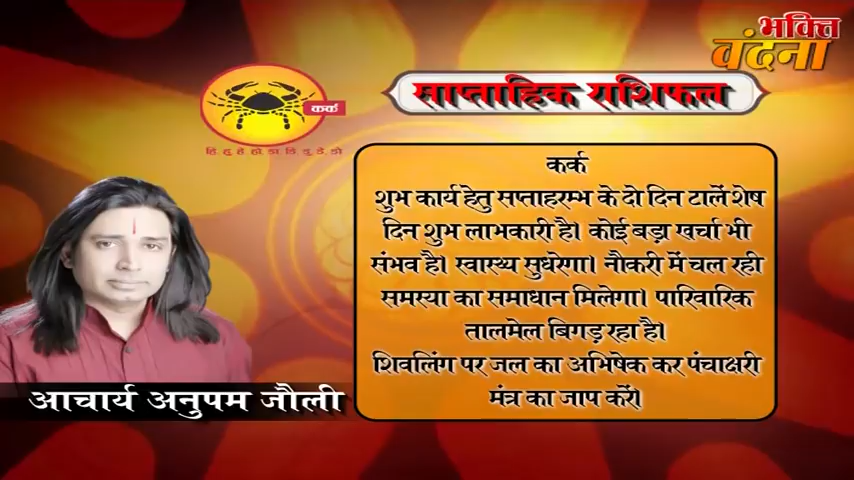 भक्ति
वंदना
साप्ताहिक राशिफल
कर्क
हि. हु. हे. हो. डा. डि. डु. डे. डो
कर्क
शुभ कार्य हेतु सप्ताहरम्भ के दो दिन टालें शेष
दिन शुभ लाभकारी है। कोई बड़ा खर्चा भी
संभव है। स्वास्थ्य सुधरेगा। नौकरी में चल रही
समस्या का समाधान मिलेगा। पारिवारिक
तालमेल बिगड़ रहा है।
शिवलिंग पर जल का अभिषेक कर पंचाक्षरी
मंत्र का जाप करें।
आचार्य अनुपम जौली